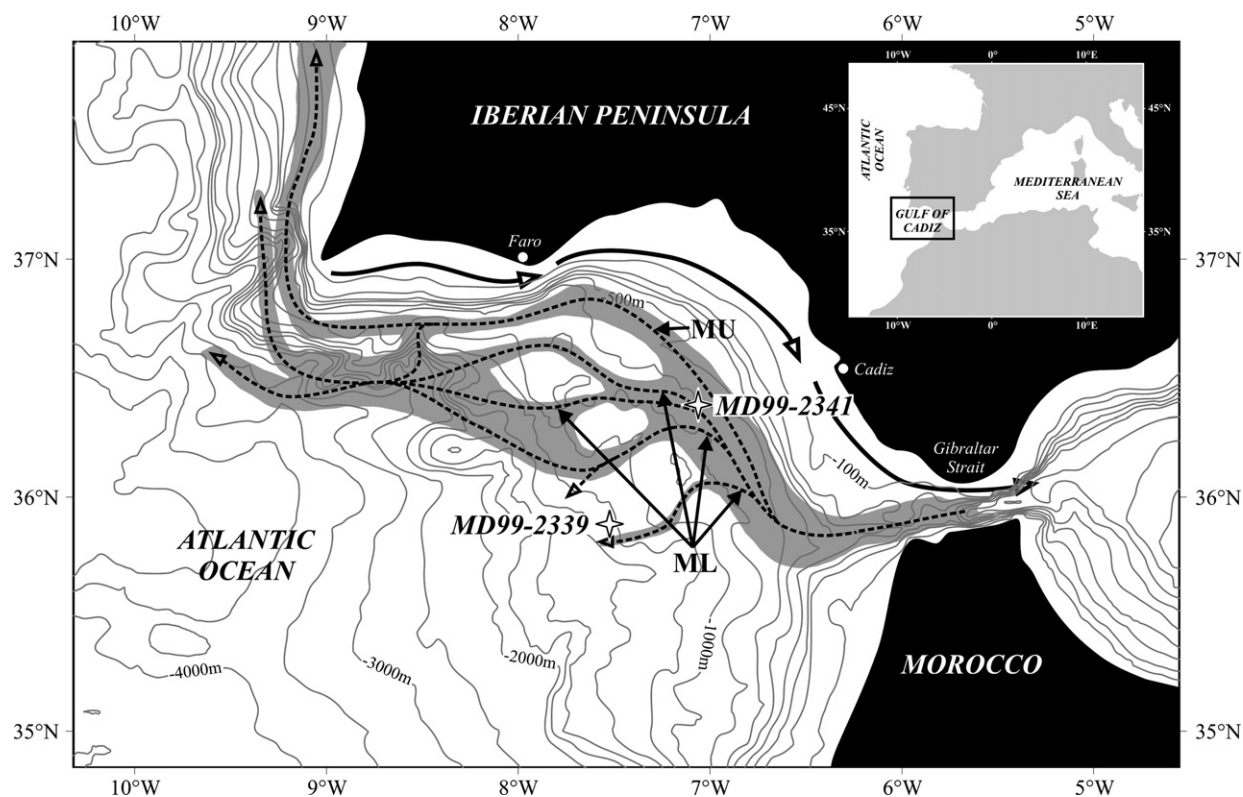 10°W 9°W 8°W 7°W 6°W 5°W
IBERIAN PENINSULA
10°W 0° 10°E
45°N 45°N
ATLANTIC
OCEAN
MEDITERRANEAN
SEA
GULF OF
CADIZ
35°N 35°N
10°W 0° 10°E
37°N 37°N
Faro
-500m
MU
Cadiz
MD99-2341
Gibraltar
Strait
-100m
36°N 36°N
MD99-2339
ML
ATLANTIC
OCEAN
-1000m
-2000m
-3000m
-4000m
MOROCCO
35°N 35°N
10°W 9°W 8°W 7°W 6°W 5°W